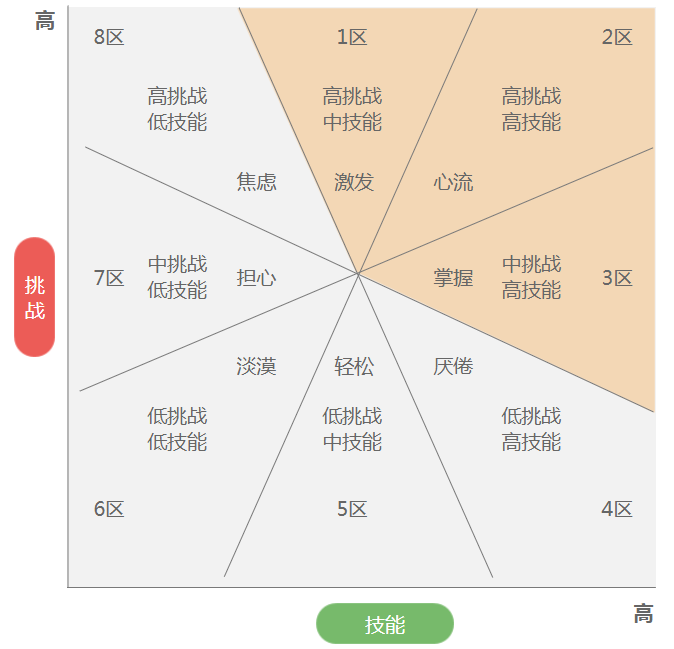 高
8区
1区
2区
高挑战
低技能
高挑战
中技能
高挑战
高技能
焦虑
激发
心流
挑
战
7区
中挑战
低技能
担心
掌握
中挑战
高技能
3区
淡漠
轻松
厌倦
低挑战
低技能
低挑战
中技能
低挑战
高技能
6区
5区
4区
高
技能